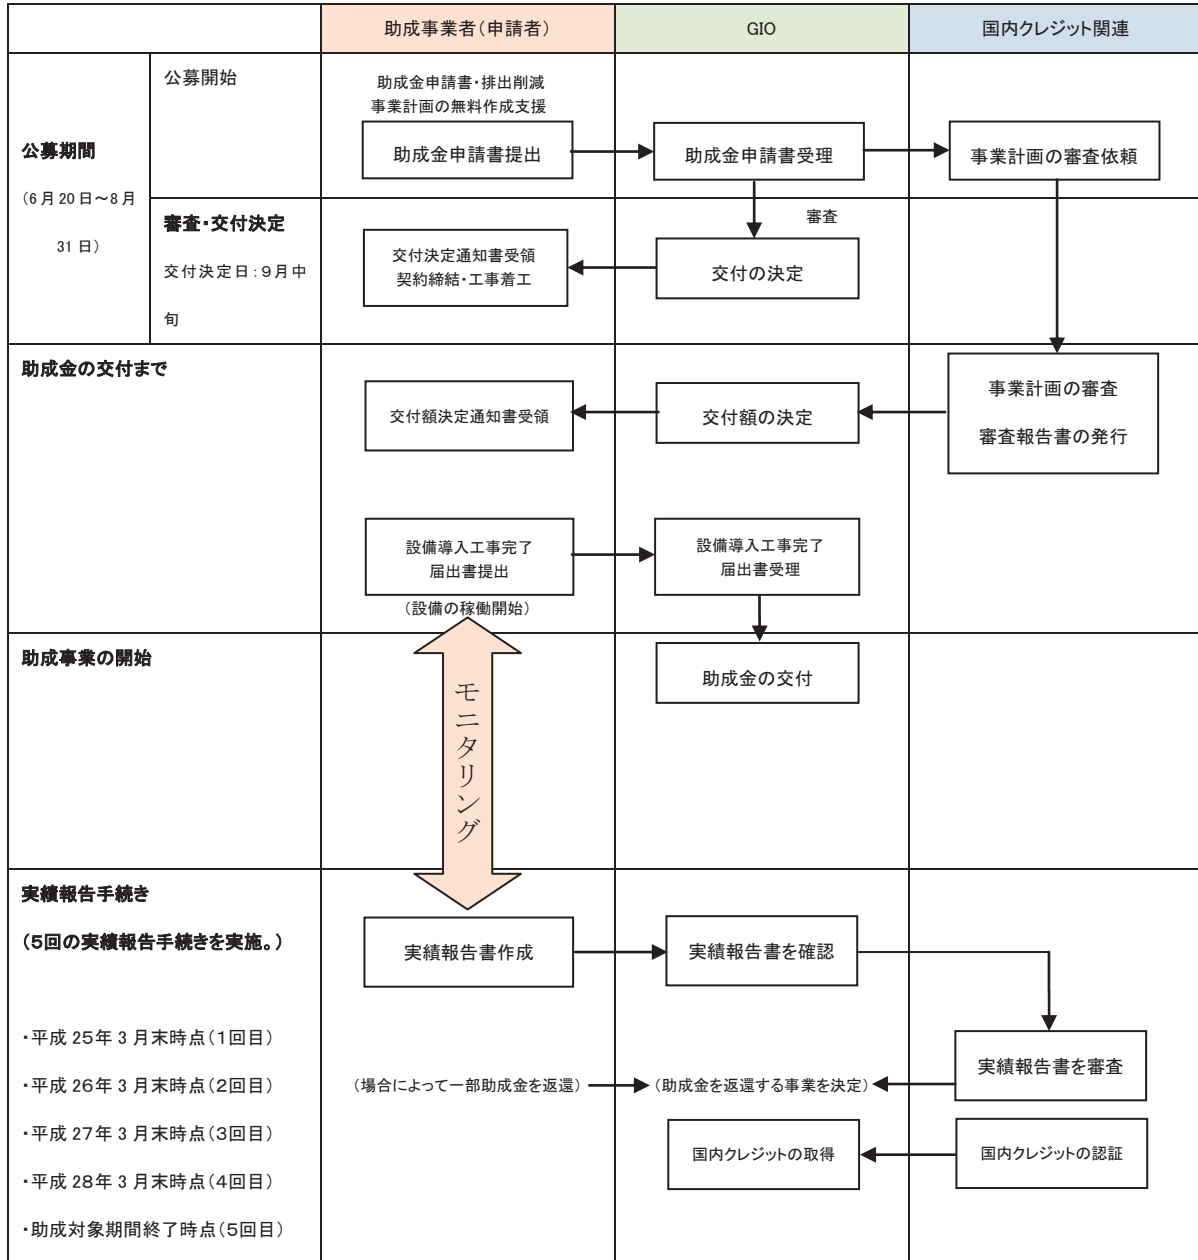 助成事業者(申請者)
GIO
国内クレジット関連
公募期間
(6月20日～8月
31日)
公募開始
助成金申請書・排出削減
事業計画の無料作成支援
助成金申請書提出
助成金申請書受理
事業計画の審査依頼
審査・交付決定
交付決定日:9月中
旬
審査
交付決定通知書受領
契約締結・工事着工
交付の決定
助成金の交付まで
事業計画の審査
審査報告書の発行
交付額決定通知書受領
交付額の決定
設備導入工事完了
届出書提出
設備導入工事完了
届出書受理
(設備の稼働開始)
助成事業の開始
助成金の交付
モニタリング
実績報告手続き
(5回の実績報告手続きを実施。)
実績報告書作成
実績報告書を確認
・平成25年3月末時点(1回目)
・平成26年3月末時点(2回目)
・平成27年3月末時点(3回目)
・平成28年3月末時点(4回目)
・助成対象期間終了時点(5回目)
実績報告書を審査
(場合によって一部助成金を返還)
(助成金を返還する事業を決定)
国内クレジットの取得
国内クレジットの認証